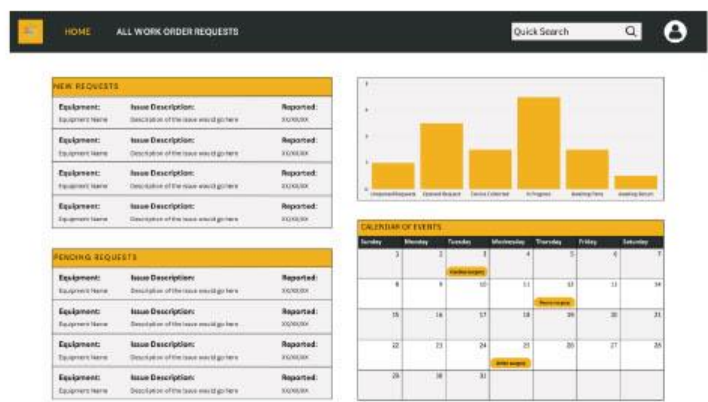 HOME ALL WORK ORDER REQUESTS Quick Search
NEW REQUESTS
Equipment: Issue Description: Reported:
Equipment Name Description of the issue would go here XX/XX/XX
Equipment: Issue Description: Reported:
Equipment Name Description of the issue would go here XX/XX/XX
Equipment: Issue Description: Reported:
Equipment Name Description of the issue would go here XX/XX/XX
Equipment: Issue Description: Reported:
Equipment Name Description of the issue would go here XX/XX/XX
PENDING REQUESTS
Equipment: Issue Description: Reported:
Equipment Name Description of the issue would go here XX/XX/XX
Equipment: Issue Description: Reported:
Equipment Name Description of the issue would go here XX/XX/XX
Equipment: Issue Description: Reported:
Equipment Name Description of the issue would go here XX/XX/XX
Equipment: Issue Description: Reported:
Equipment Name Description of the issue would go here XX/XX/XX
Unopened Requests Opened Request Device Collected In Progress Awaiting Parts Awaiting Return
CALENDAR OF EVENTS
Sunday Monday Tuesday Wednesday Thursday Friday Saturday
1 2 3 4 5 6 7
8 9 10 11 12 13 14
15 16 17 18 19 20 21
22 23 24 25 26 27 28
29 30 31